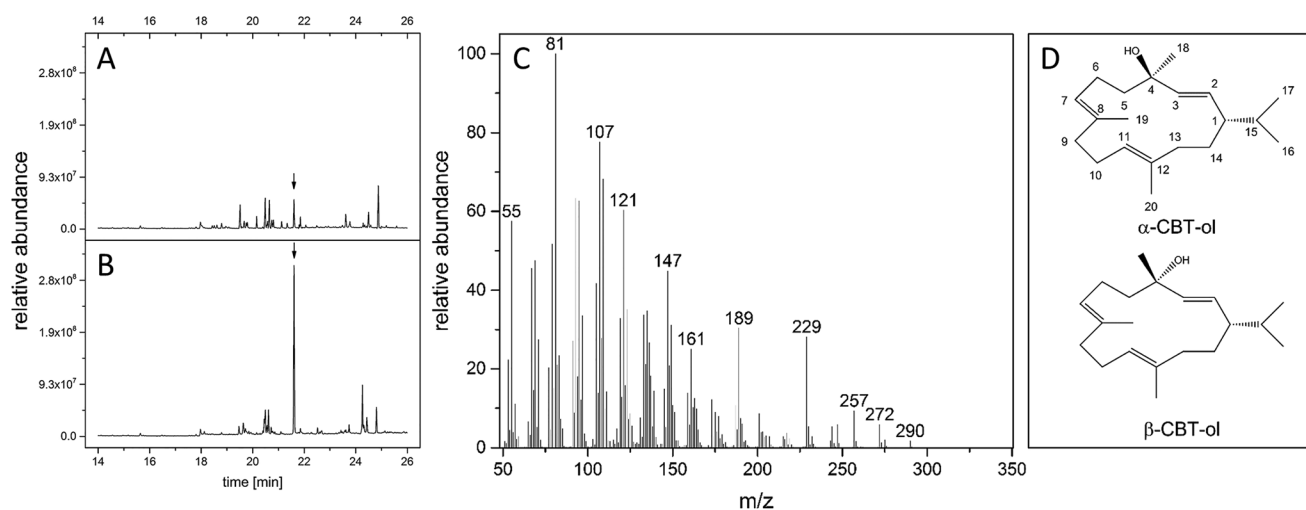 14 16 18 20 22 24 26
A
2.8x10⁸
1.9x10⁸
9.3x10⁷
0.0
B
2.8x10⁸
1.9x10⁸
9.3x10⁷
0.0
relative abundance
14 16 18 20 22 24 26
time [min]
C
100
80
60
40
20
0
relative abundance
81
107
55
121
147
161
189
229
257
272
290
50 100 150 200 250 300 350
m/z
D
HO
18
6
4
2
17
7
5
3
8
19
1
15
9
11
13
16
14
10
12
20
α-CBT-ol
OH
β-CBT-ol